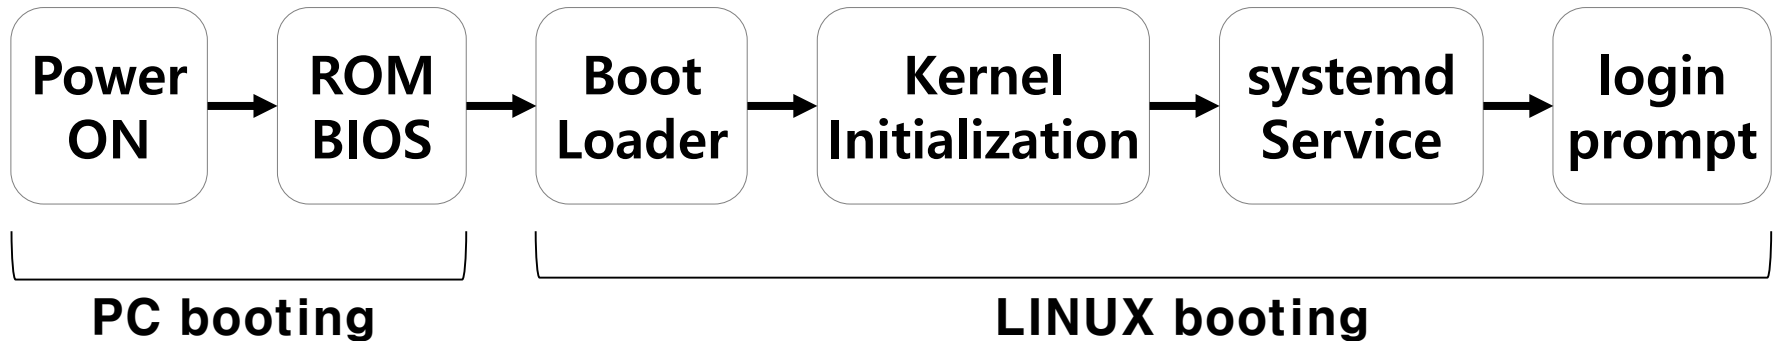 Power
ON
ROM
BIOS
Boot
Loader
Kernel
Initialization
systemd
Service
login
prompt
PC booting
LINUX booting